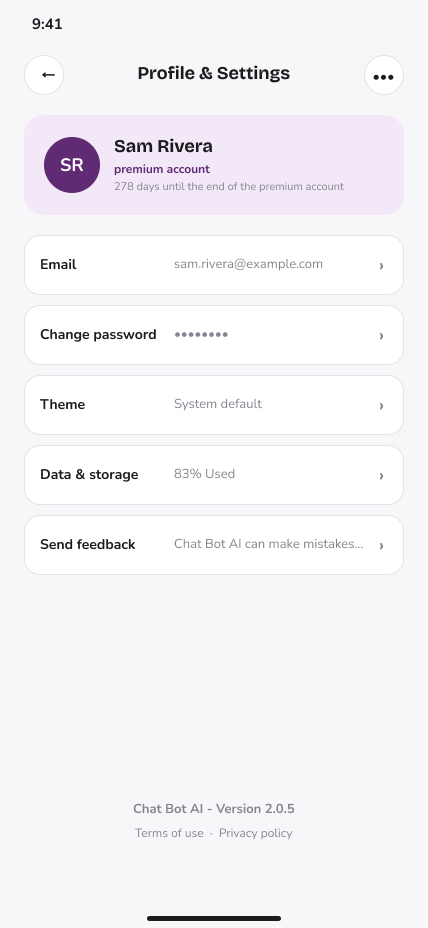 9:41
Profile & Settings
SR
Sam Rivera
premium account
278 days until the end of the premium account
Email sam.rivera@example.com
Change password ••••••••
Theme System default
Data & storage 83% Used
Send feedback Chat Bot AI can make mistakes...
Chat Bot AI - Version 2.0.5
Terms of use · Privacy policy